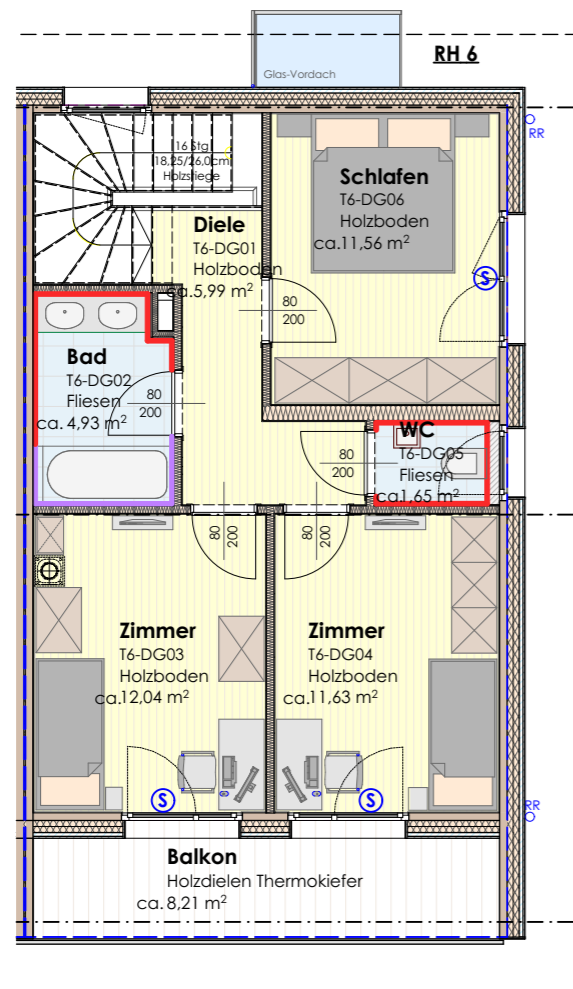 RH 6
Glas-Vordach
RR
16 Stg
18,25/26,0cm
Holzstiege
Schlafen
T6-DG06
Holzboden
ca.11,56 m²
Diele
T6-DG01
Holzboden
ca.5,99 m²
S
80
200
Bad
T6-DG02
Fliesen
ca. 4,93 m²
80
200
WC
T6-DG05
Fliesen
ca.1,65 m²
80
200
80
200
80
200
Zimmer
T6-DG03
Holzboden
ca.12,04 m²
Zimmer
T6-DG04
Holzboden
ca.11,63 m²
S
S
RR
Balkon
Holzdielen Thermokiefer
ca. 8,21 m²